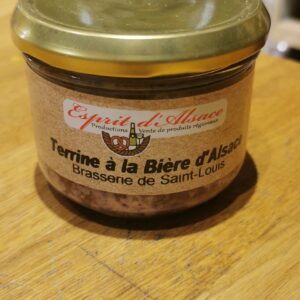 Esprit d'Alsace
Productions Vente de produits régionaux
Terrine à la Bière d'Alsace
Brasserie de Saint-Louis